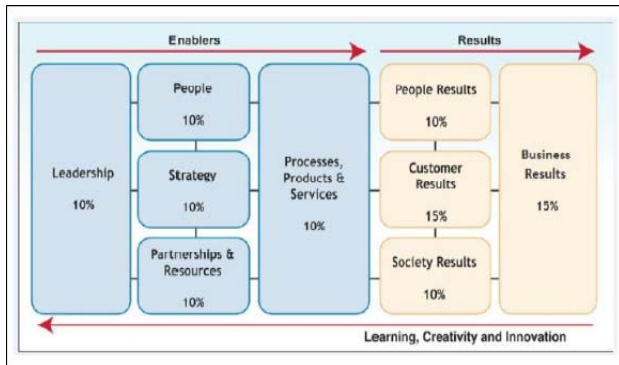 Enablers
Results
Leadership
10%
People
10%
Strategy
10%
Partnerships &
Resources
10%
Processes,
Products &
Services
10%
People Results
10%
Customer
Results
15%
Society Results
10%
Business
Results
15%
Learning, Creativity and Innovation